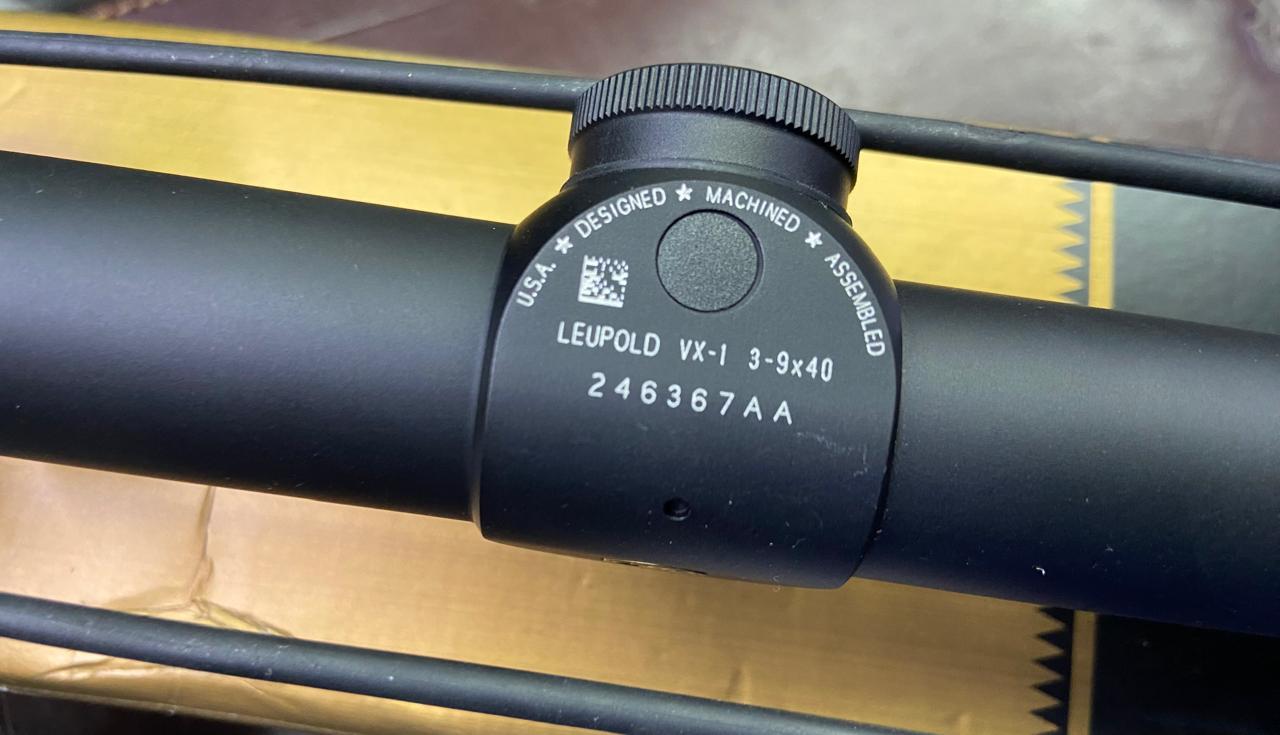 U.S.A. ★ DESIGNED ★ MACHINED ★ ASSEMBLED
LEUPOLD VX-1 3-9x40
246367AA